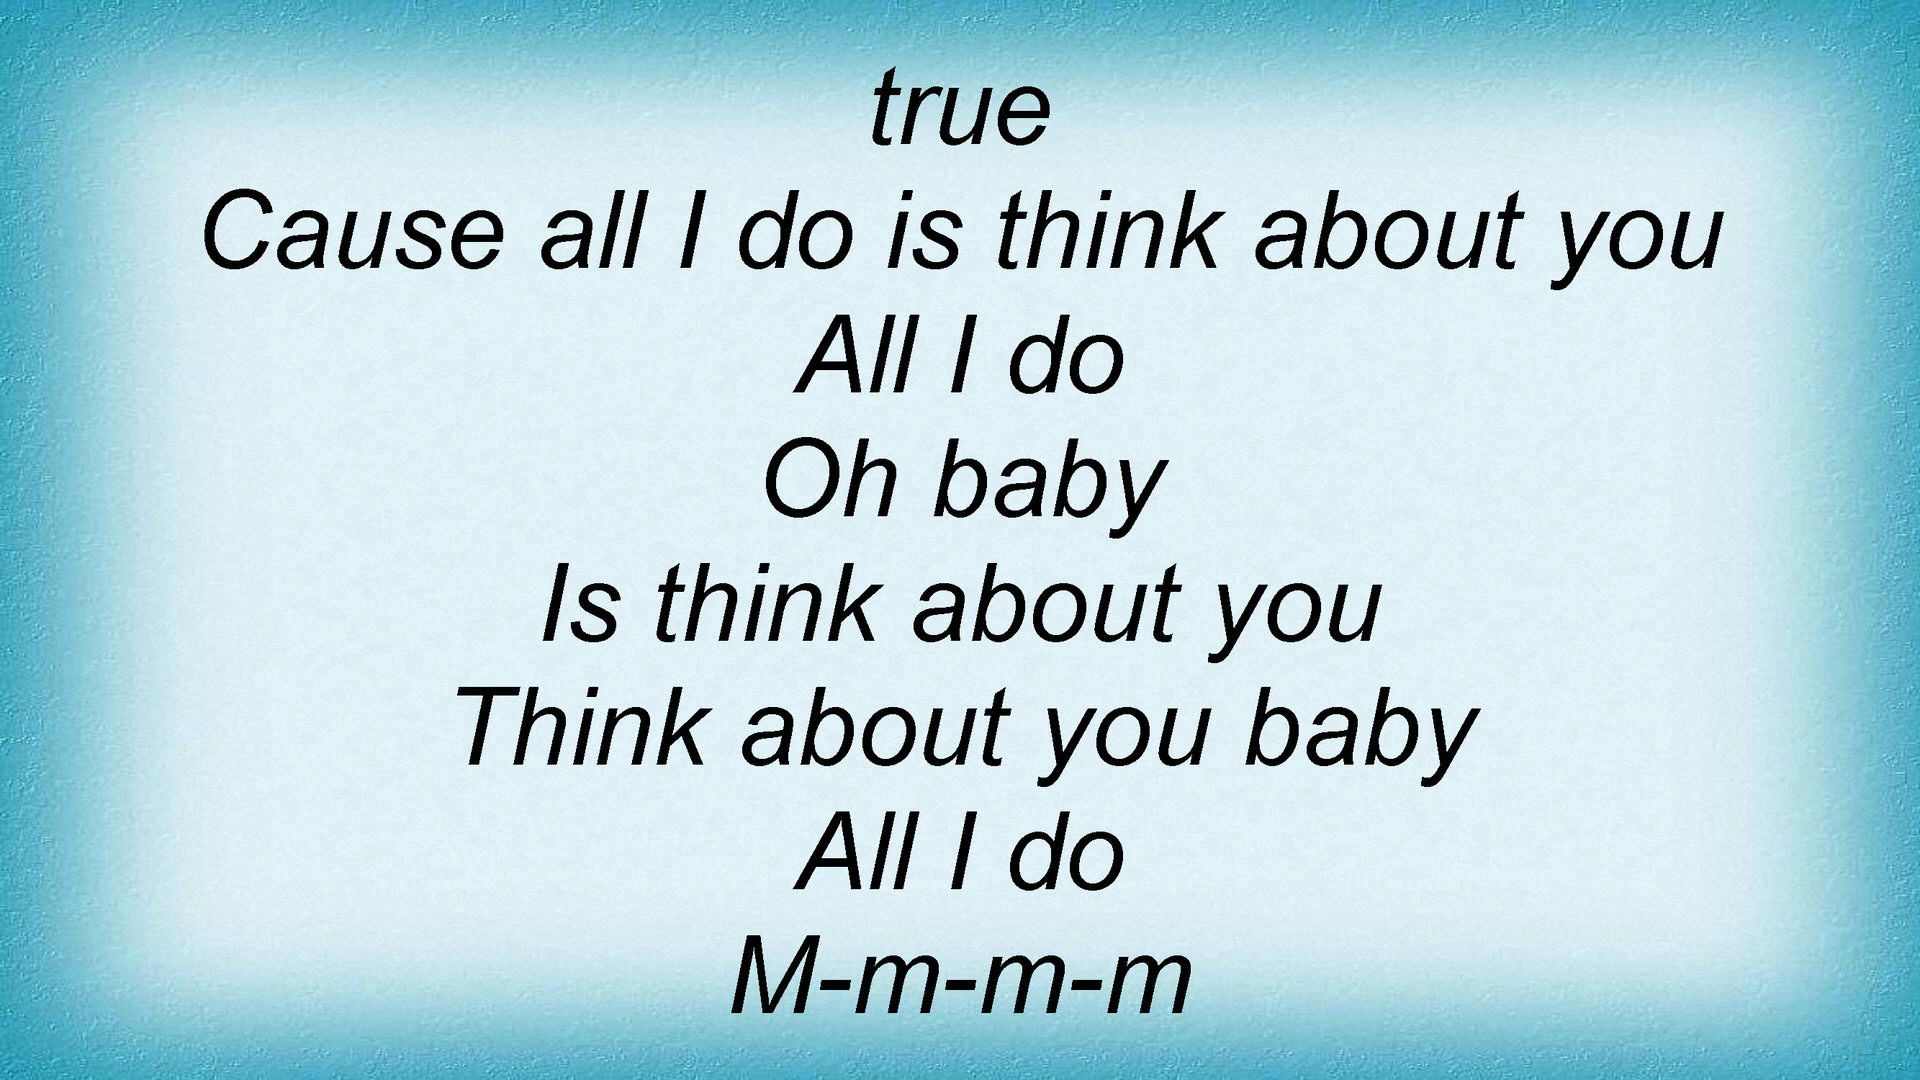 true
Cause all I do is think about you
All I do
Oh baby
Is think about you
Think about you baby
All I do
M-m-m-m